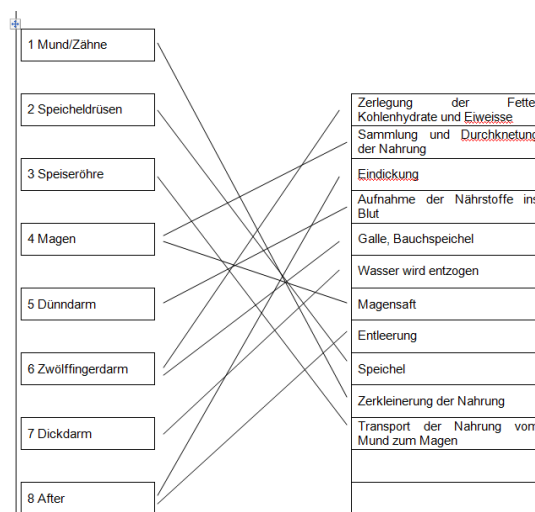 1 Mund/Zähne
2 Speicheldrüsen
3 Speiseröhre
4 Magen
5 Dünndarm
6 Zwölffingerdarm
7 Dickdarm
8 After
Zerlegung der Fette
Kohlenhydrate und Eiweisse
Sammlung und Durchknetung
der Nahrung
Eindickung
Aufnahme der Nährstoffe ins
Blut
Galle, Bauchspeichel
Wasser wird entzogen
Magensaft
Entleerung
Speichel
Zerkleinerung der Nahrung
Transport der Nahrung vom
Mund zum Magen